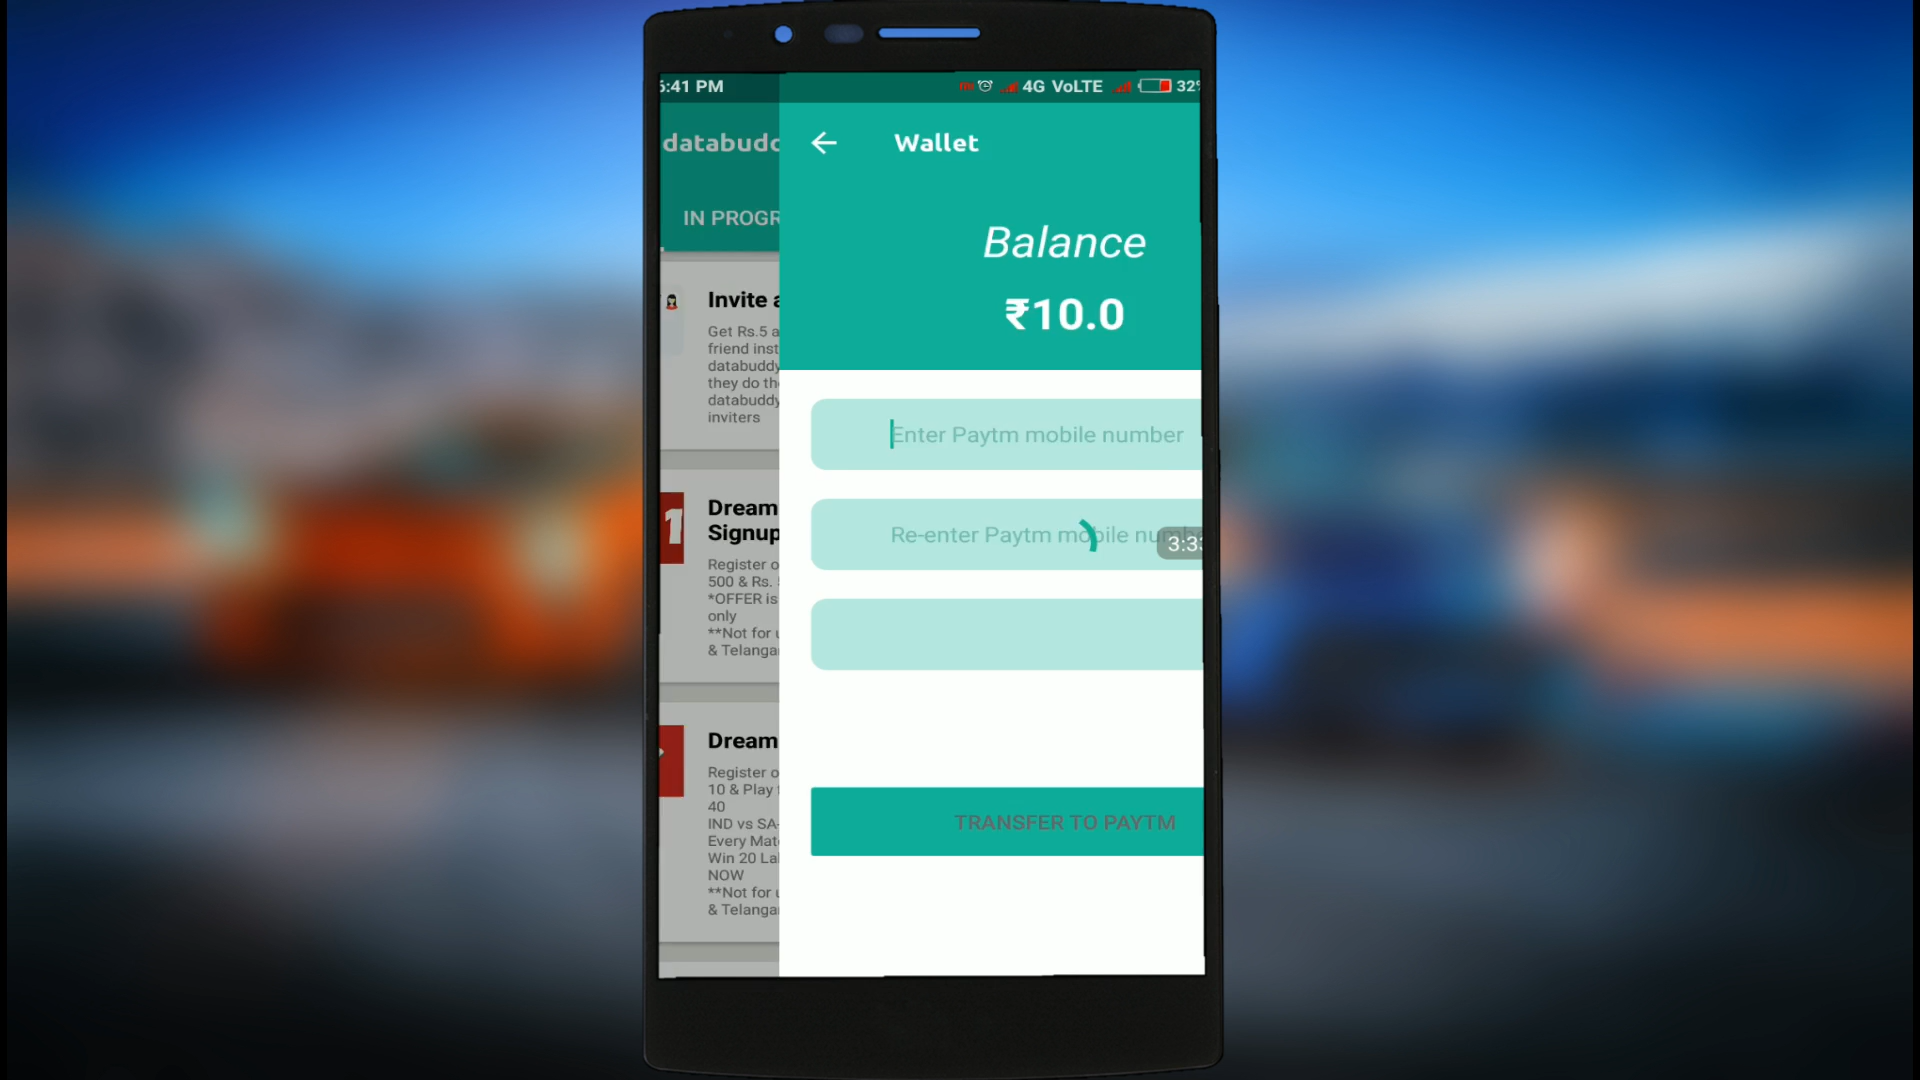 6:41 PM
4G VoLTE
32
databudd
IN PROGR
Invite a
Get Rs.5 a
friend inst
databuddy
they do th
databuddy
inviters
1
Dream
Signup
Register o
500 & Rs.
*OFFER is
only
**Not for u
& Telanga
Dream
Register o
10 & Play
40
IND vs SA-
Every Mat
Win 20 La
NOW
**Not for u
& Telanga
Wallet
Balance
₹10.0
Enter Paytm mobile number
Re-enter Paytm mobile num
3:33
TRANSFER TO PAYTM